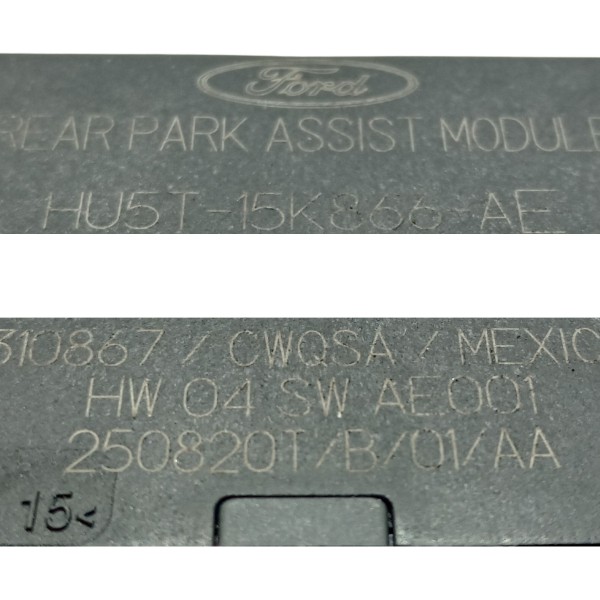 Ford
REAR PARK ASSIST MODULE
HU5T-15K866-AE
310867 / CWQSA / MEXICO
HW 04 SW AE001
250820T/B/01/AA
15<